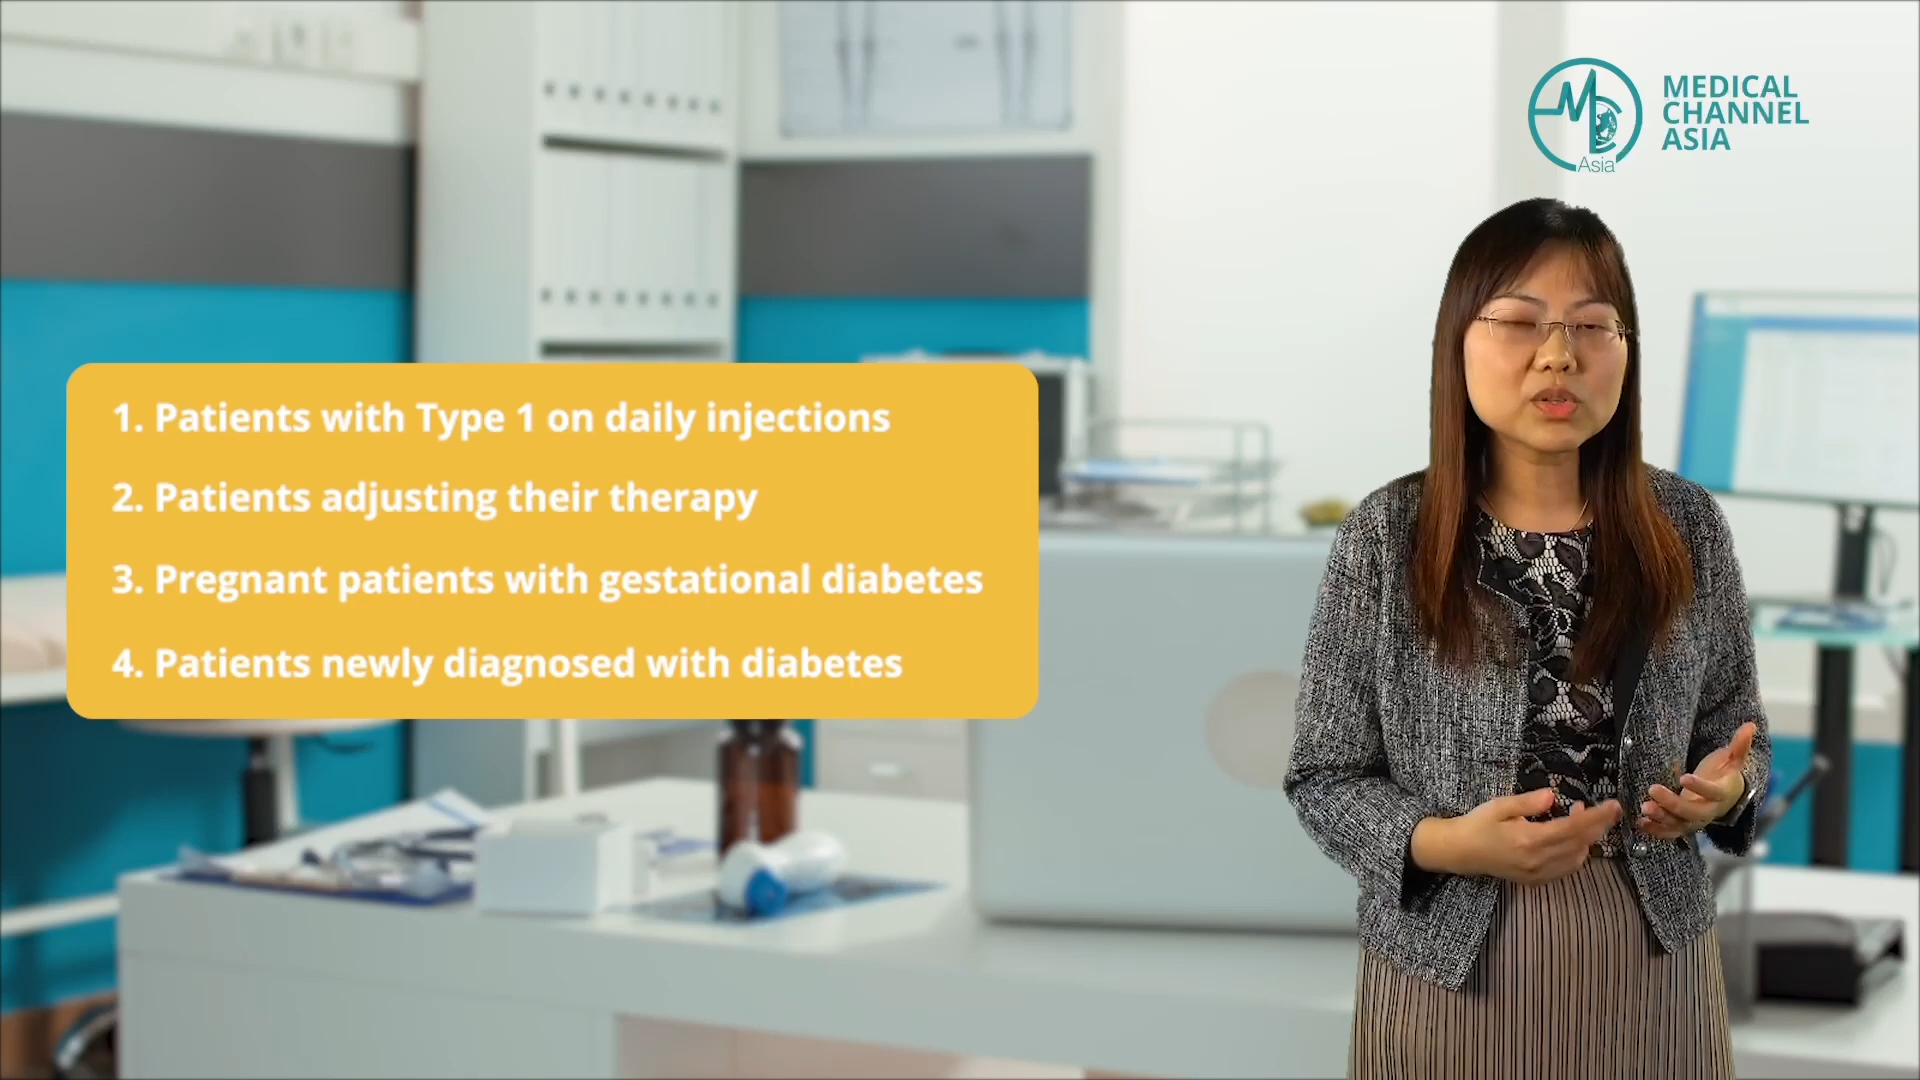 MEDICAL
CHANNEL
ASIA
Asia
1. Patients with Type 1 on daily injections
2. Patients adjusting their therapy
3. Pregnant patients with gestational diabetes
4. Patients newly diagnosed with diabetes